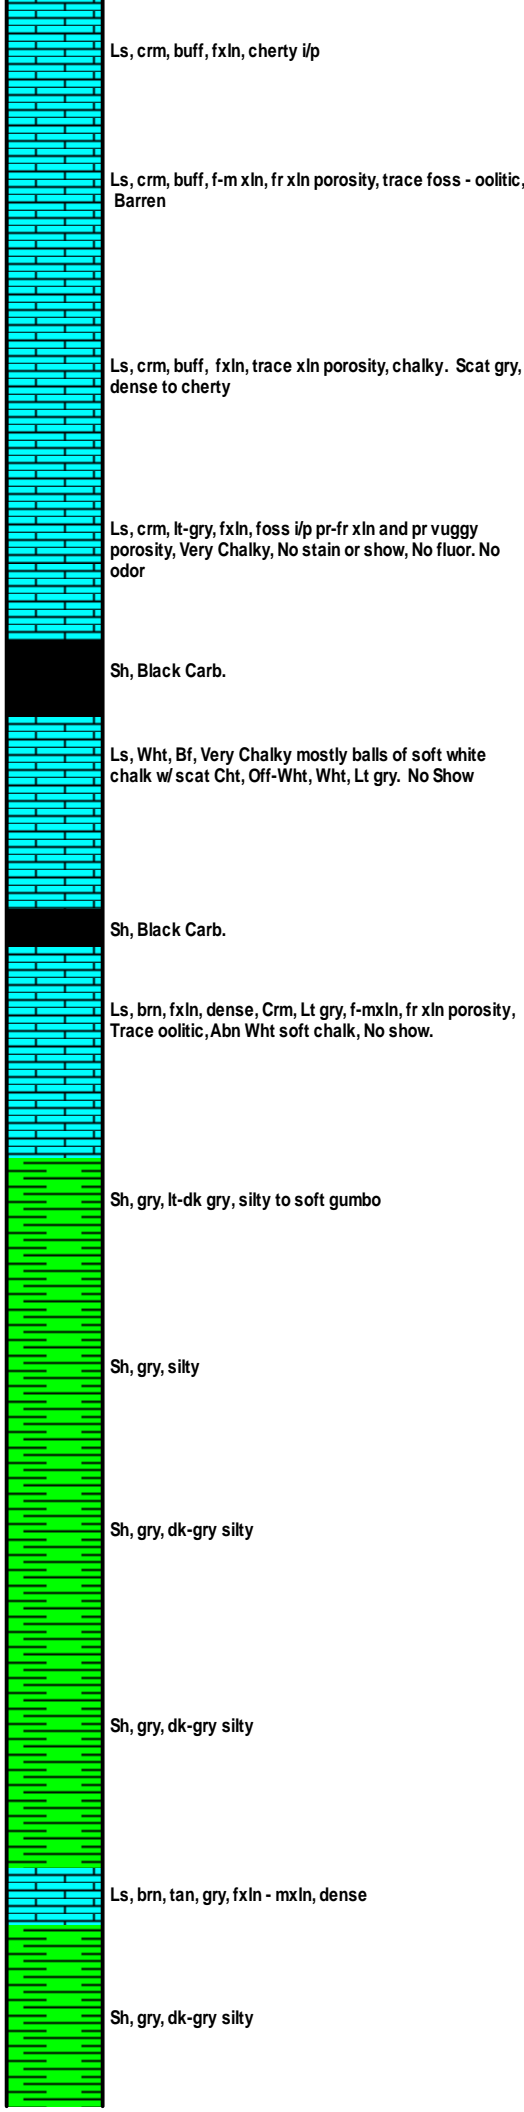 Ls, crm, buff, fxln, cherty i/p
Ls, crm, buff, f-m xln, fr xln porosity, trace foss - oolitic,
Barren
Ls, crm, buff, fxln, trace xln porosity, chalky. Scat gry,
dense to cherty
Ls, crm, lt-gry, fxln, foss i/p pr-fr xln and pr vuggy
porosity, Very Chalky, No stain or show, No fluor. No
odor
Sh, Black Carb.
Ls, Wht, Bf, Very Chalky mostly balls of soft white
chalk w/ scat Cht, Off-Wht, Wht, Lt gry. No Show
Sh, Black Carb.
Ls, brn, fxln, dense, Crm, Lt gry, f-mxln, fr xln porosity,
Trace oolitic, Abn Wht soft chalk, No show.
Sh, gry, lt-dk gry, silty to soft gumbo
Sh, gry, silty
Sh, gry, dk-gry silty
Sh, gry, dk-gry silty
Ls, brn, tan, gry, fxln - mxln, dense
Sh, gry, dk-gry silty